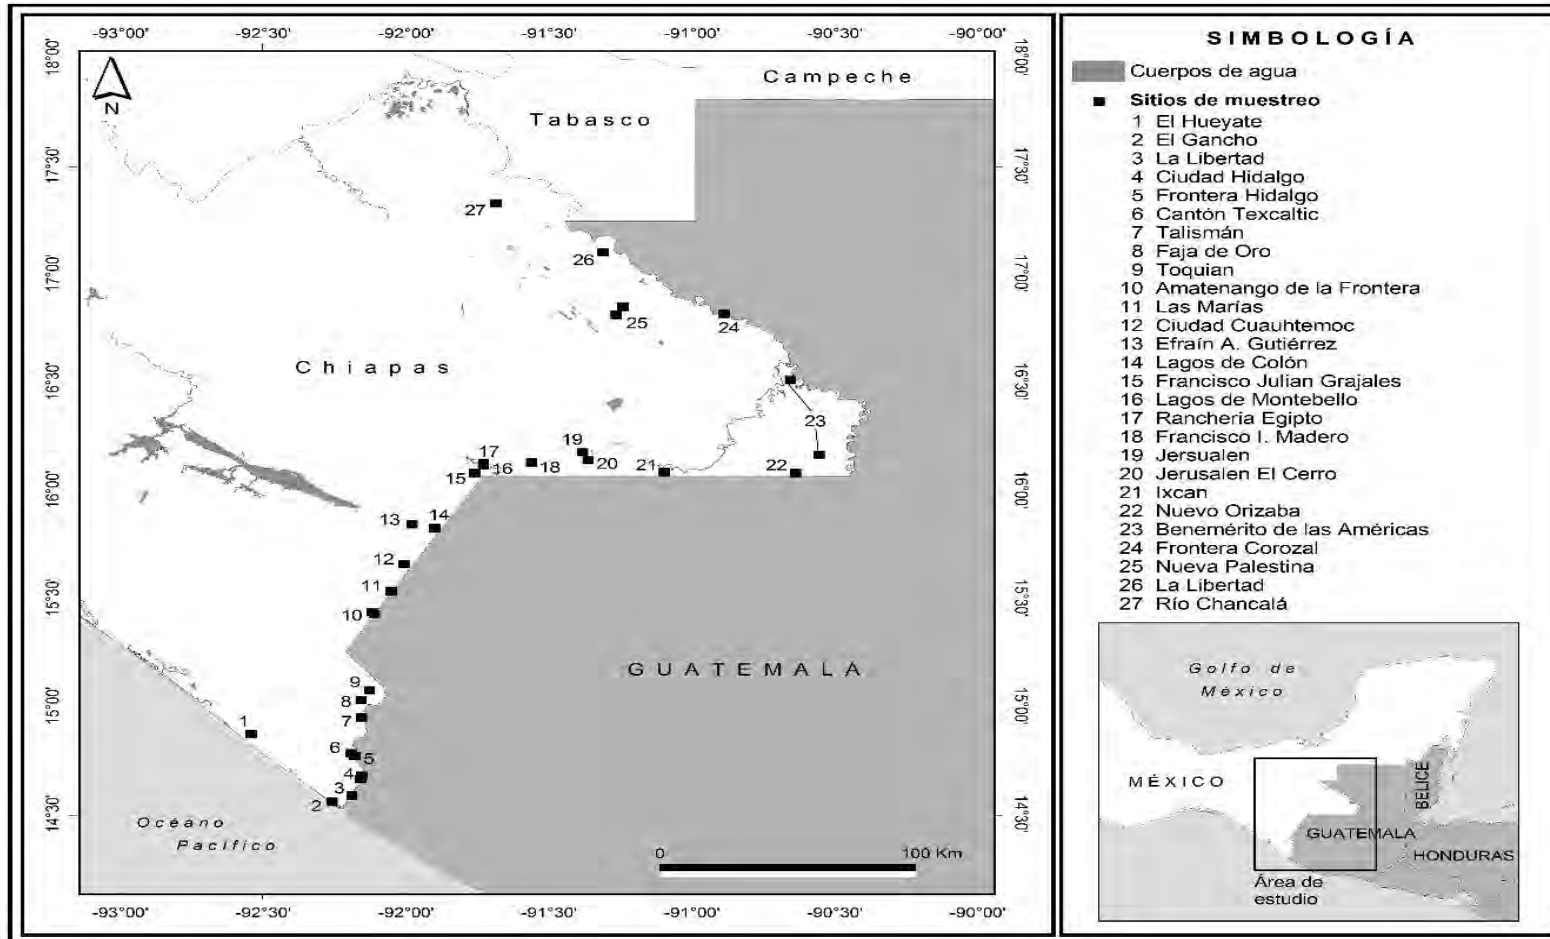 -93°00' -92°30' -92°00' -91°30' -91°00' -90°30' -90°00'
18°00'
17°30'
17°00'
16°30'
16°00'
15°30'
15°00'
14°30'
N
Campeche
Tabasco
27
26
25
24
Chiapas
23
19
17
20
21
22
15
16
18
13
14
12
11
10
GUATEMALA
9
8
7
1
6
5
4
3
2
Océano
Pacífico
0 100 Km
18°00'
17°30'
17°00'
16°30'
16°00'
15°30'
15°00'
14°30'
-93°00' -92°30' -92°00' -91°30' -91°00' -90°30' -90°00'
SIMBOLOGÍA
Cuerpos de agua
Sitios de muestreo
1 El Hueyate
2 El Gancho
3 La Libertad
4 Ciudad Hidalgo
5 Frontera Hidalgo
6 Cantón Texcaltic
7 Talismán
8 Faja de Oro
9 Toquian
10 Amatenango de la Frontera
11 Las Marías
12 Ciudad Cuauhtemoc
13 Efraín A. Gutiérrez
14 Lagos de Colón
15 Francisco Julian Grajales
16 Lagos de Montebello
17 Rancheria Egipto
18 Francisco I. Madero
19 Jersualen
20 Jerusalen El Cerro
21 Ixcan
22 Nuevo Orizaba
23 Benemérito de las Américas
24 Frontera Corozal
25 Nueva Palestina
26 La Libertad
27 Río Chancalá
Golfo de
México
MÉXICO
BELICE
GUATEMALA
HONDURAS
Área de
estudio